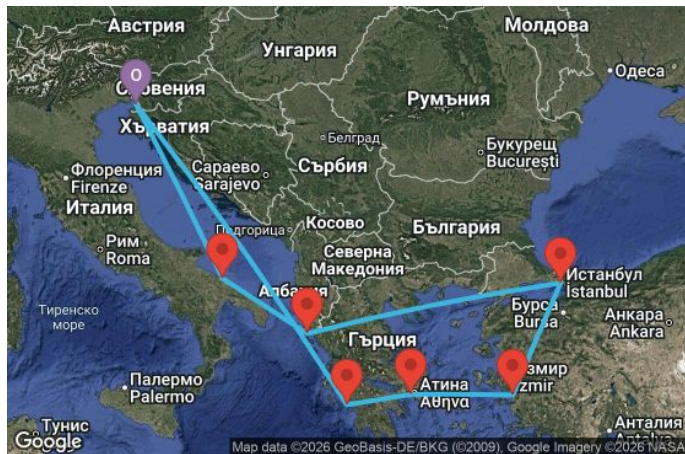 Австрия
Молдова
Унгария
Одеса
О
Словения
Румъния
Хърватия
Белград
Букурещ
București
Флоренция
Firenze
Сараево
Sarajevo
Сърбия
Италия
Подгорица
Косово
България
Рим
Roma
Северна
Македония
Истанбул
İstanbul
Албания
Тиренско
море
Бурса
Bursa
Анкара
Ankara
Гърция
Палермо
Palermo
Атина
Αθήνα
Измир
Izmir
Тунис
Анталия
Google
Map data ©2026 GeoBasis-DE/BKG (©2009), Google Imagery ©2026 NASA